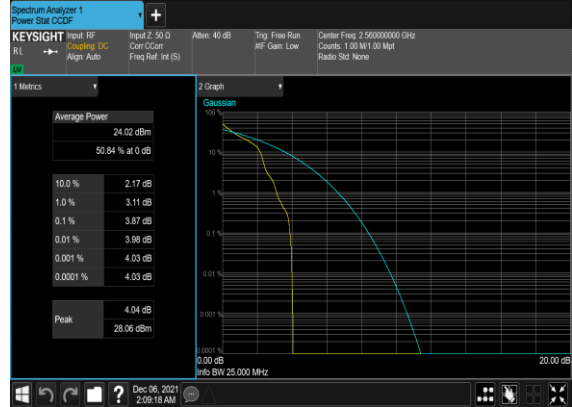 Spectrum Analyzer 1
Power Stat CCDF
KEYSIGHT
RL
Input: RF
Coupling: DC
Align: Auto
Input Z: 50 Ω
Corr CCorr
Freq Ref: Int (S)
Atten: 40 dB
Trig: Free Run
#IF Gain: Low
Center Freq: 2.560000000 GHz
Counts: 1.00 M/1.00 Mpt
Radio Std: None
1 Metrics
Average Power
24.02 dBm
50.84 % at 0 dB
10.0 % 2.17 dB
1.0 % 3.11 dB
0.1 % 3.87 dB
0.01 % 3.98 dB
0.001 % 4.03 dB
0.0001 % 4.03 dB
Peak
4.04 dB
28.06 dBm
2 Graph
Gaussian
100 %
10 %
1 %
0.1 %
0.01 %
0.001 %
0.0001 %
0.00 dB 20.00 dB
Info BW 25.000 MHz
?
Dec 06, 2021
2:09:18 AM